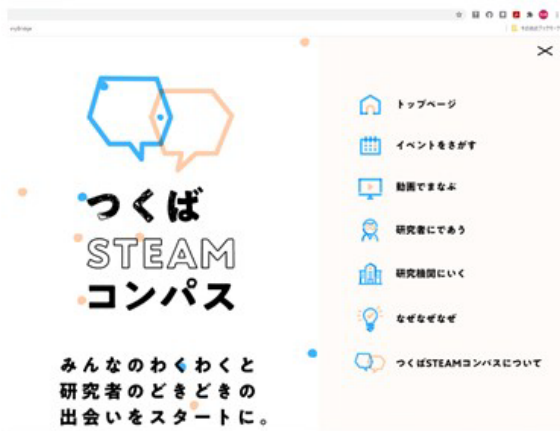 つくば
STEAM
コンパス
みんなのわくわくと
研究者のどきどきの
出会いをスタートに。
トップページ
イベントをさがす
動画でまなぶ
研究者にであう
研究機関にいく
なぜなぜなぜ
つくばSTEAMコンパスについて